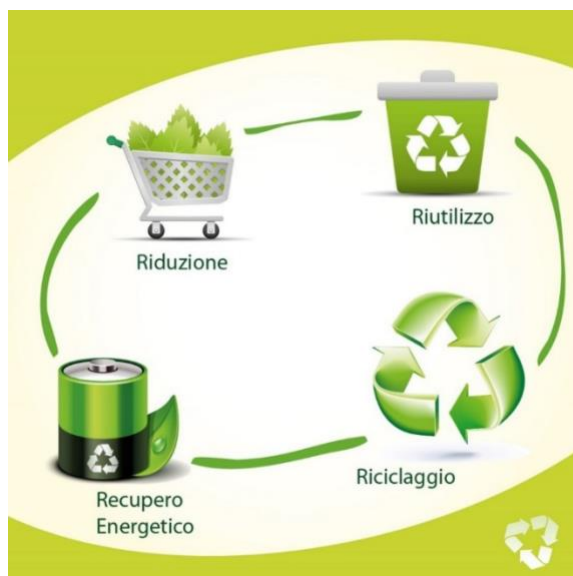 Riduzione
Riutilizzo
Riciclaggio
Recupero
Energetico